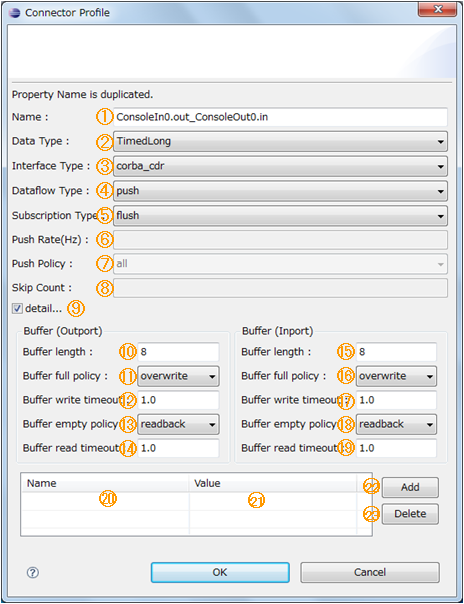 Connector Profile
Property Name is duplicated.
Name : ① ConsoleIn0.out_ConsoleOut0.in
Data Type : ② TimedLong
Interface Type : ③ corba_cdr
Dataflow Type : ④ push
Subscription Type : ⑤ flush
Push Rate(Hz) : ⑥
Push Policy : ⑦ all
Skip Count : ⑧
detail... ⑨
Buffer (Outport)
Buffer length : ⑩ 8
Buffer full policy : ⑪ overwrite
Buffer write timeout : ⑫ 1.0
Buffer empty policy ⑬ readback
Buffer read timeout ⑭ 1.0
Buffer (Inport)
Buffer length : ⑮ 8
Buffer full policy : ⑯ overwrite
Buffer write timeout ⑰ 1.0
Buffer empty policy ⑱ readback
Buffer read timeout ⑲ 1.0
Name Value
⑳ ㉑
㉒ Add
㉓ Delete
? OK Cancel